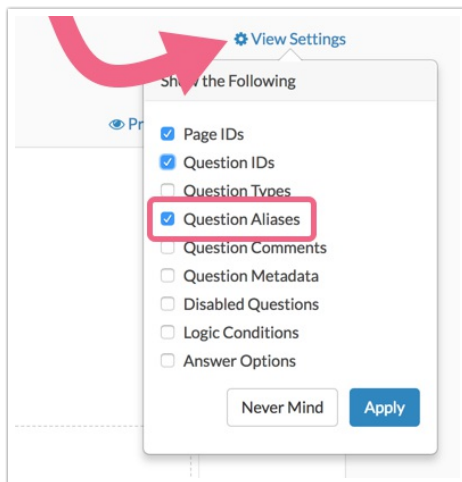 View Settings
Show the Following
Pr
Page IDs
Question IDs
Question Types
Question Aliases
Question Comments
Question Metadata
Disabled Questions
Logic Conditions
Answer Options
Never Mind
Apply